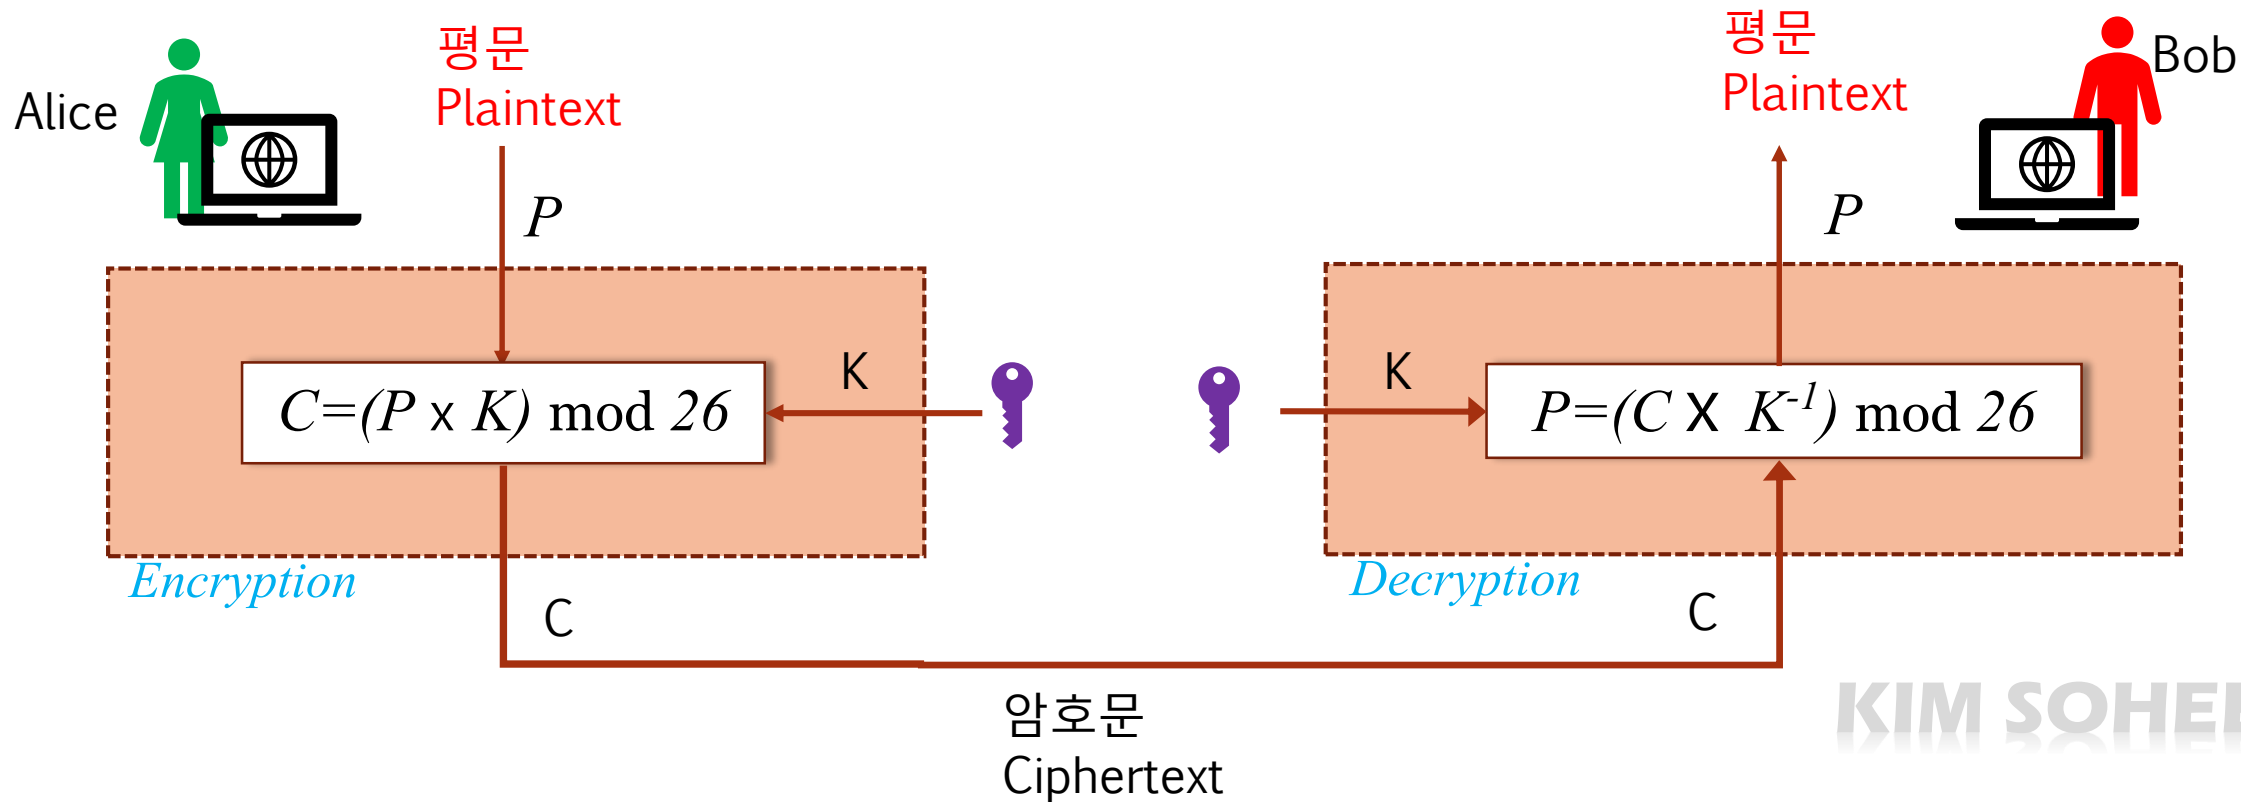 Alice
평문
Plaintext
평문
Plaintext
Bob
P
P
C=(P x K) mod 26
K
K
P=(C X K⁻¹) mod 26
Encryption
Decryption
C
C
암호문
Ciphertext
KIM SOHEE